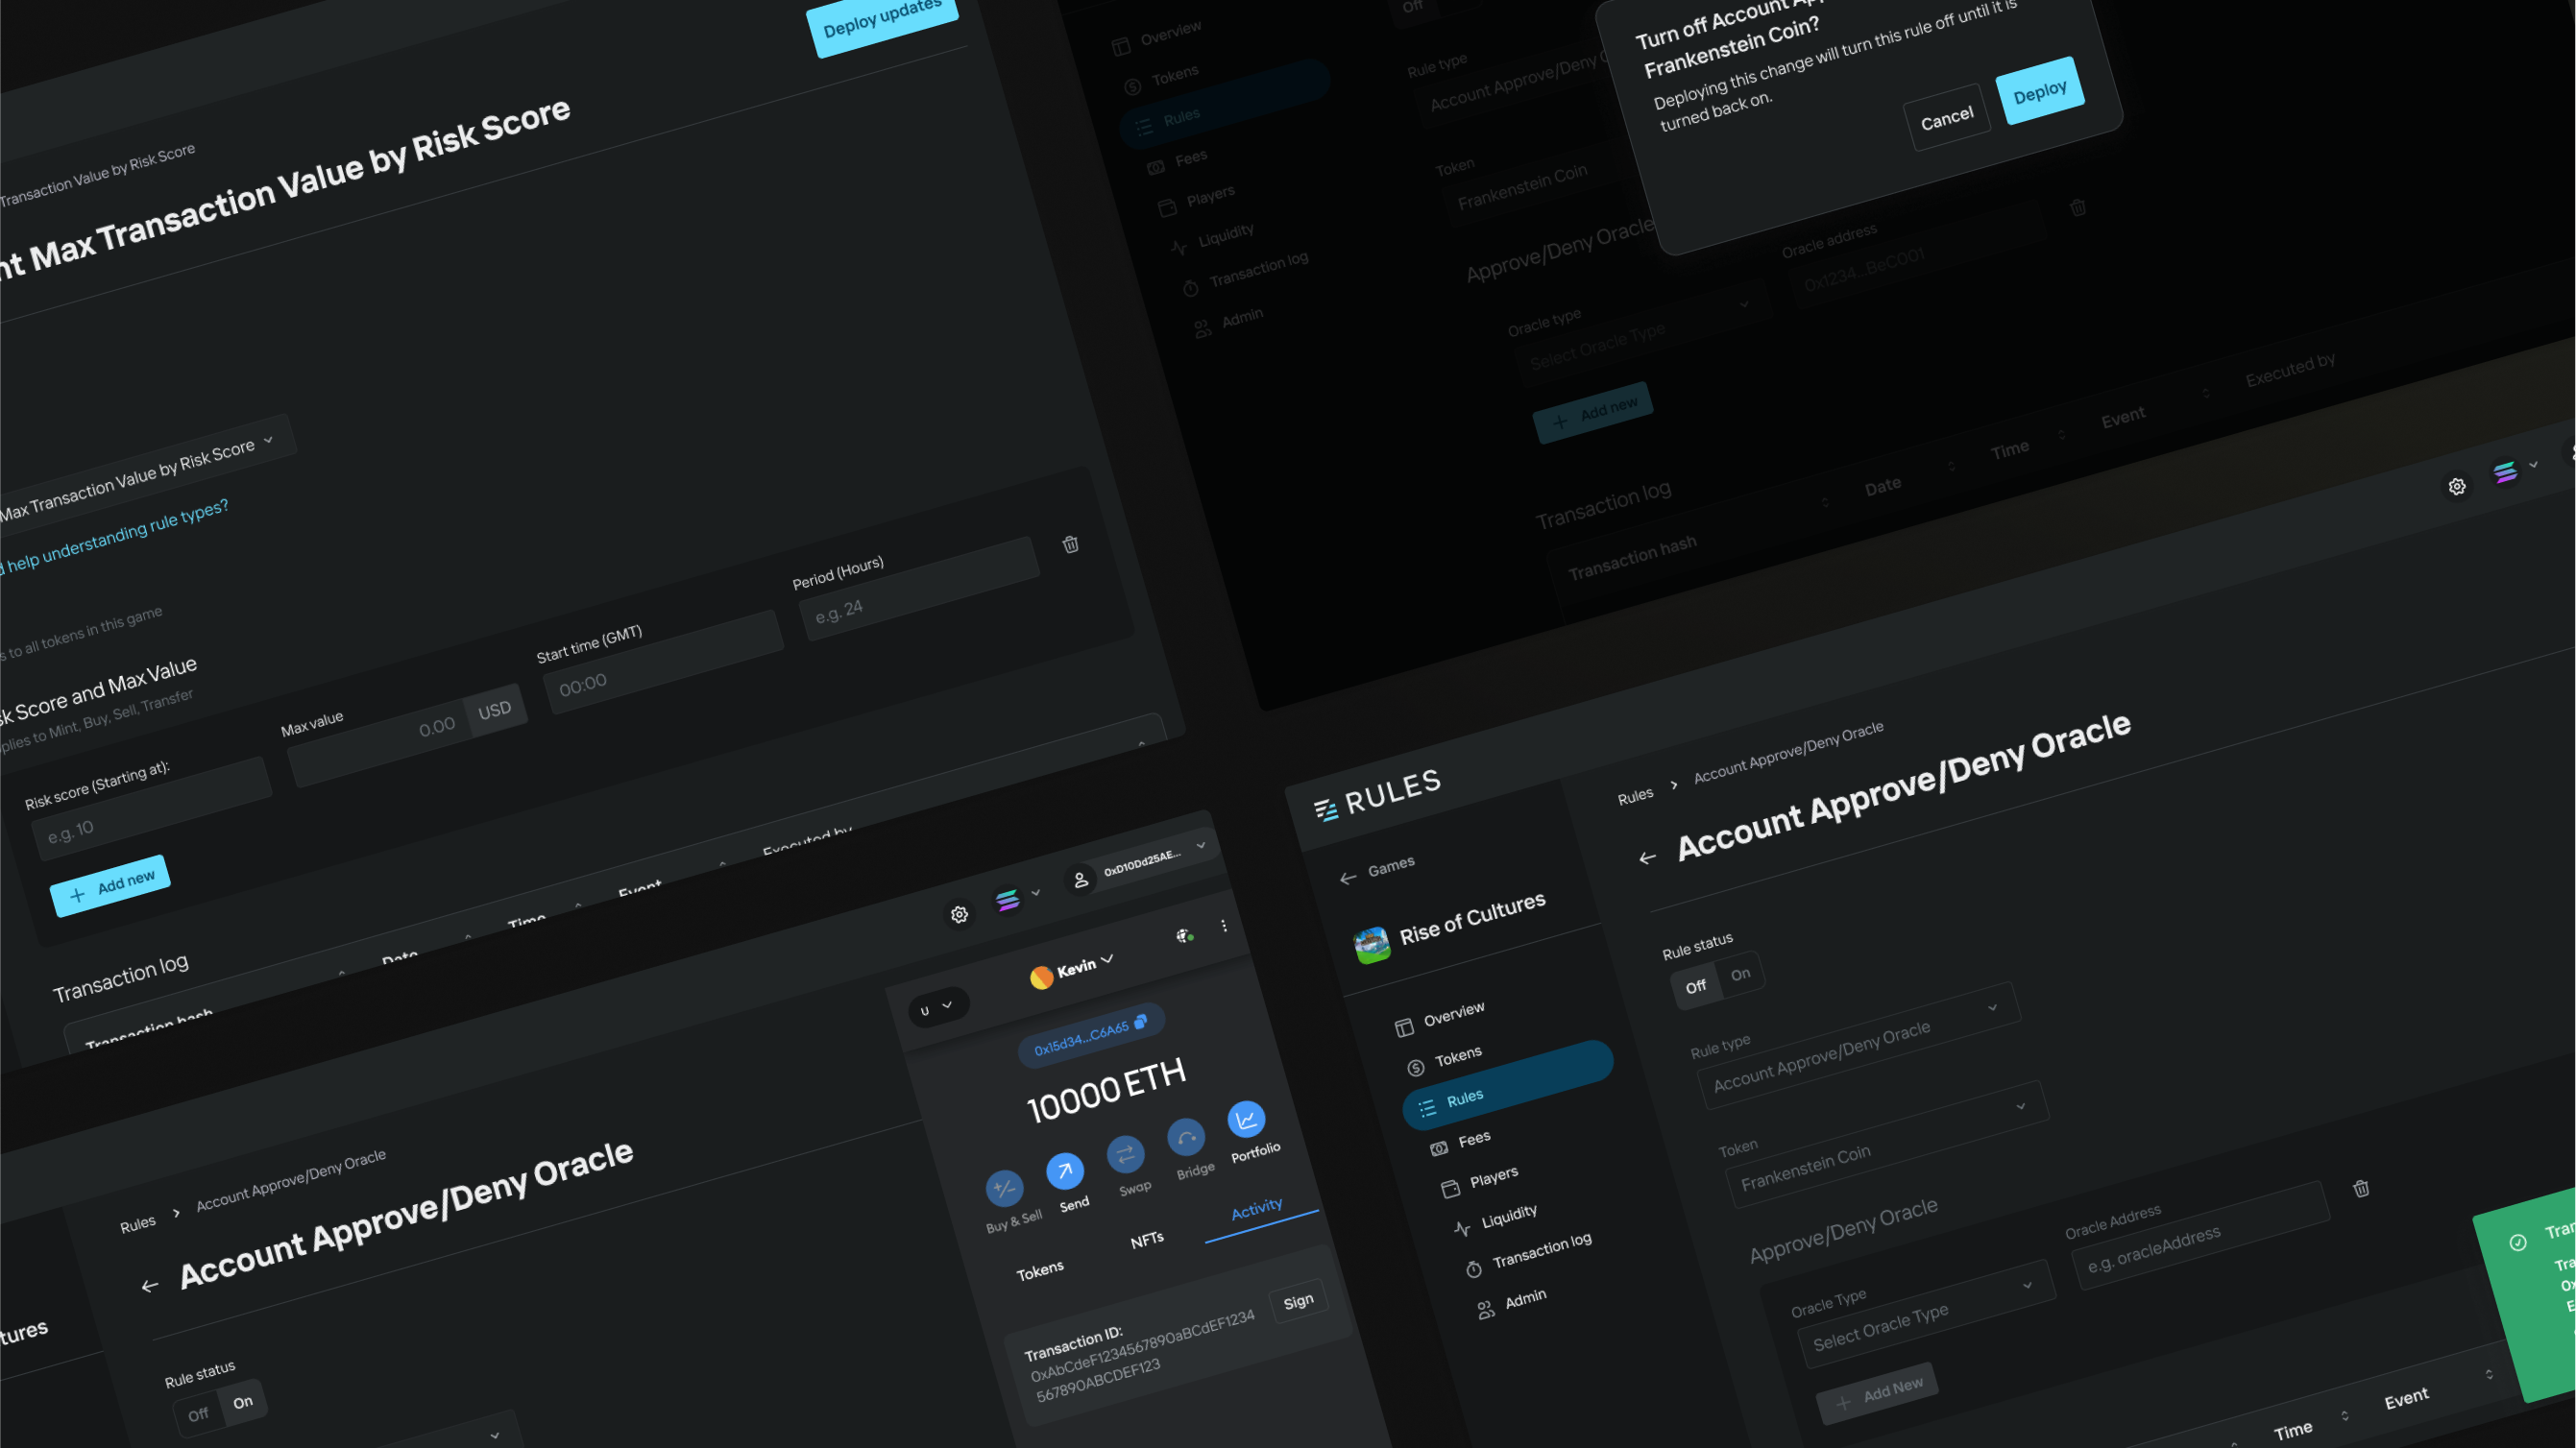 Deploy updates
Transaction Value by Risk Score
nt Max Transaction Value by Risk Score
Max Transaction Value by Risk Score
d help understanding rule types?
s to all tokens in this game
sk Score and Max Value
plies to Mint, Buy, Sell, Transfer
Risk score (Starting at):
e.g. 10
Max value
0.00 USD
Start time (GMT)
00:00
Period (Hours)
e.g. 24
Add new
Transaction log
Transaction hash
Date
Time
Event
Executed by
Overview
Tokens
Rules
Fees
Players
Liquidity
Transaction log
Admin
Off
Rule type
Account Approve/Deny
Token
Frankenstein Coin
Approve/Deny Oracle
Oracle type
Select Oracle Type
Oracle address
0x1234...BeC001
Add new
Transaction log
Transaction hash
Date
Time
Event
Executed by
Turn off Account
Frankenstein Coin?
Deploying this change will turn this rule off until it is
turned back on.
Cancel
Deploy
tures
Rules
Account Approve/Deny Oracle
Account Approve/Deny Oracle
Rule status
Off
On
0xD10Dd25AE...
U
Kevin
0x15d34...C6A65
10000 ETH
Buy & Sell
Send
Swap
Bridge
Portfolio
Tokens
NFTs
Activity
Transaction ID:
0xAbCdeF1234567890aBCdEF1234
567890ABCDEF123
Sign
RULES
Games
Rise of Cultures
Overview
Tokens
Rules
Fees
Players
Liquidity
Transaction log
Admin
Rules
Account Approve/Deny Oracle
Account Approve/Deny Oracle
Rule status
Off
On
Rule type
Account Approve/Deny Oracle
Token
Frankenstein Coin
Approve/Deny Oracle
Oracle Type
Select Oracle Type
Oracle Address
e.g. oracleAddress
Add New
Time
Event
Tran
Tra
0x
E